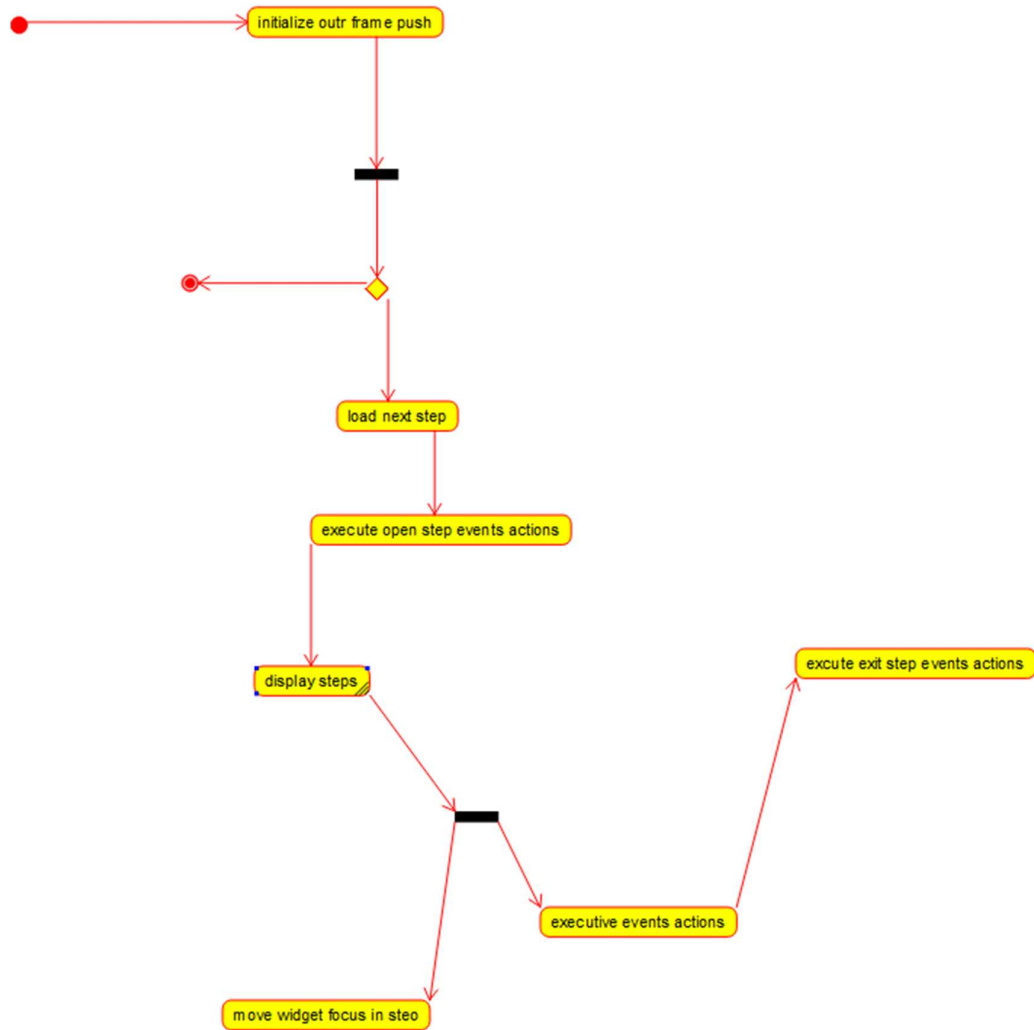 initialize outr frame push
load next step
execute open step events actions
excute exit step events actions
display steps
executive events actions
move widget focus in steo